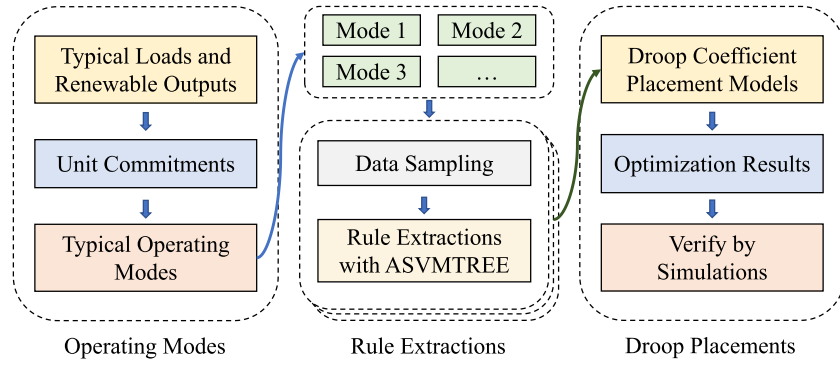 Typical Loads and
Renewable Outputs
Unit Commitments
Typical Operating
Modes
Operating Modes
Mode 1
Mode 2
Mode 3
...
Data Sampling
Rule Extractions
with ASVMTREE
Rule Extractions
Droop Coefficient
Placement Models
Optimization Results
Verify by
Simulations
Droop Placements